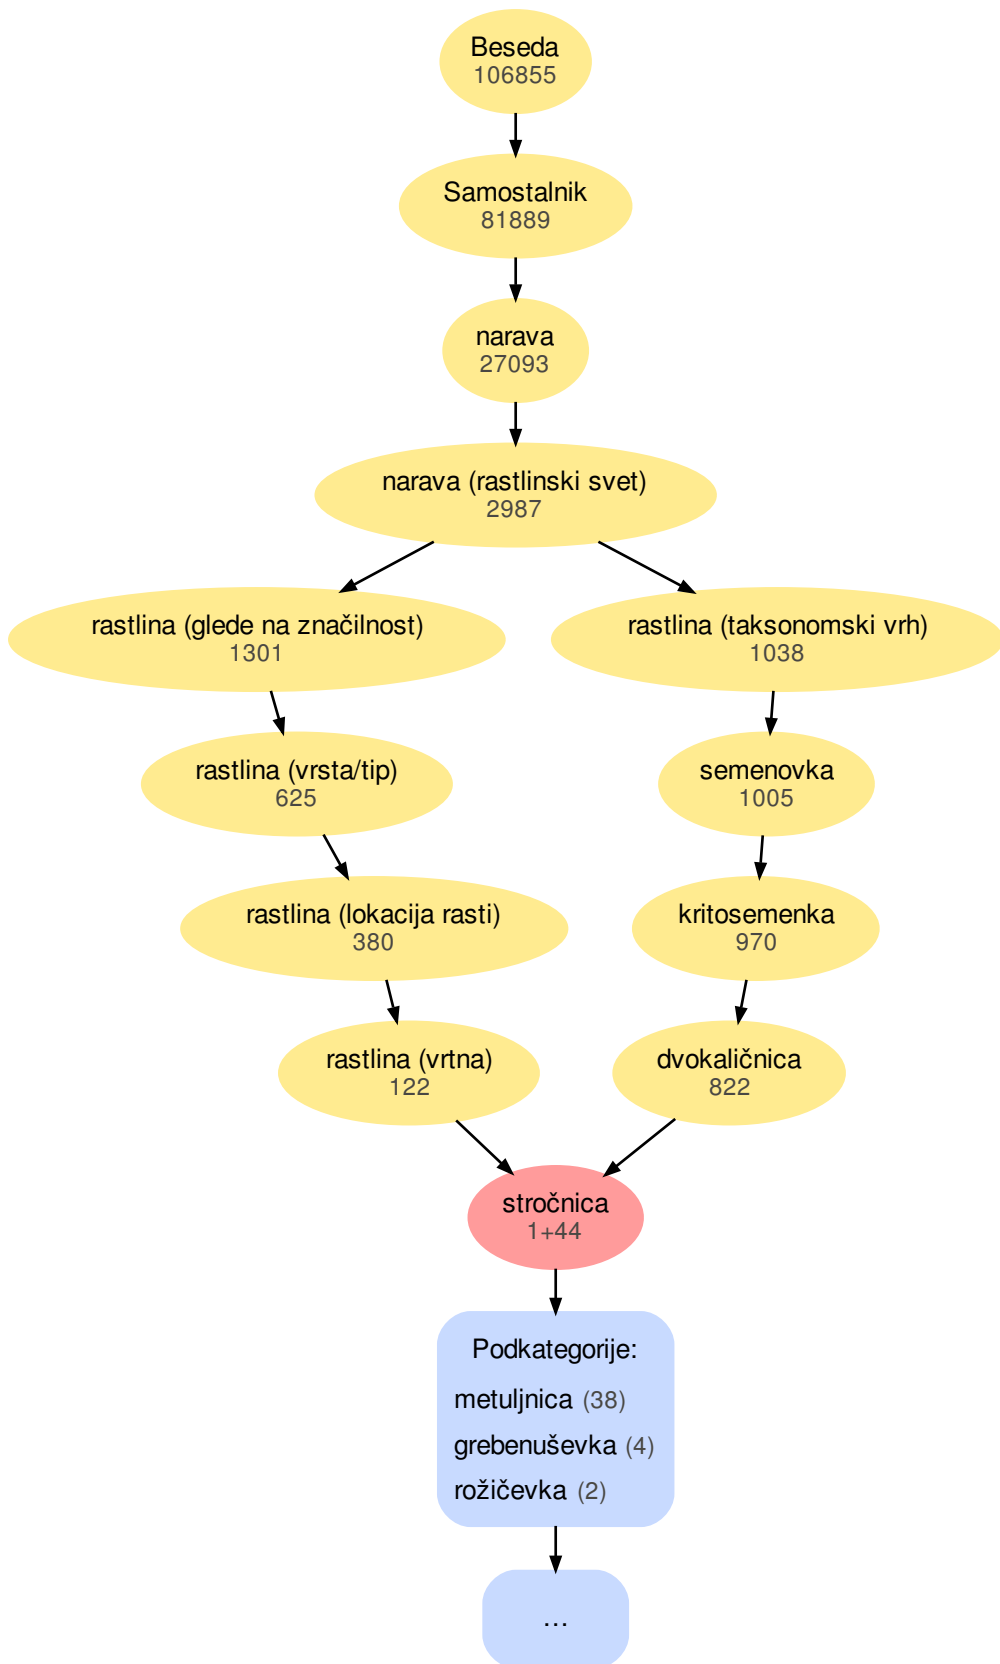 Beseda
106855
Samostalnik
81889
narava
27093
narava (rastlinski svet)
2987
rastlina (glede na značilnost)
1301
rastlina (taksonomski vrh)
1038
rastlina (vrsta/tip)
625
semenovka
1005
rastlina (lokacija rasti)
380
kritosemenka
970
rastlina (vrtna)
122
dvokaličnica
822
stročnica
1+44
Podkategorije:
metuljnica (38)
grebenuševka (4)
rožičevka (2)
...